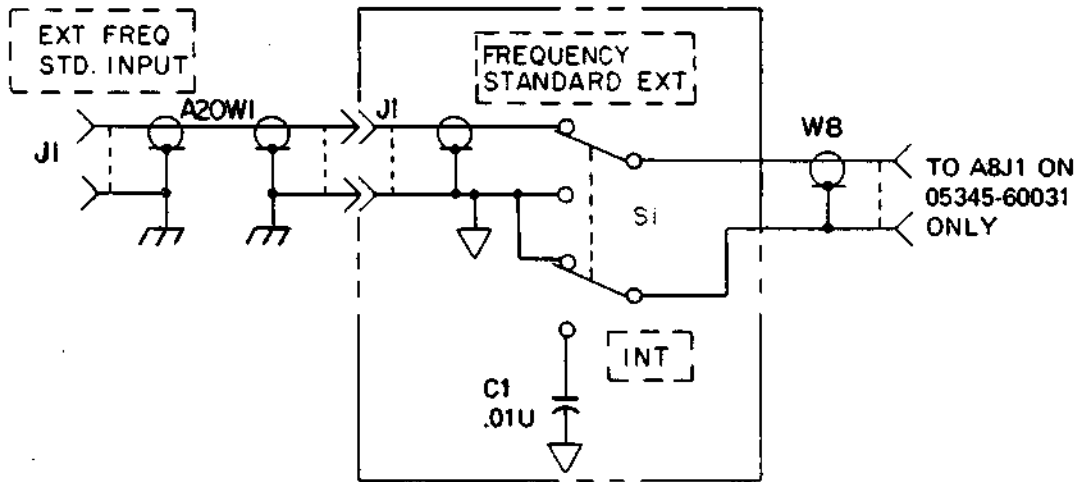 EXT FREQ
STD. INPUT
J1
A20W1
J1
FREQUENCY
STANDARD EXT
S1
W8
TO A8J1 ON
05345-60031
ONLY
INT
C1
.01U